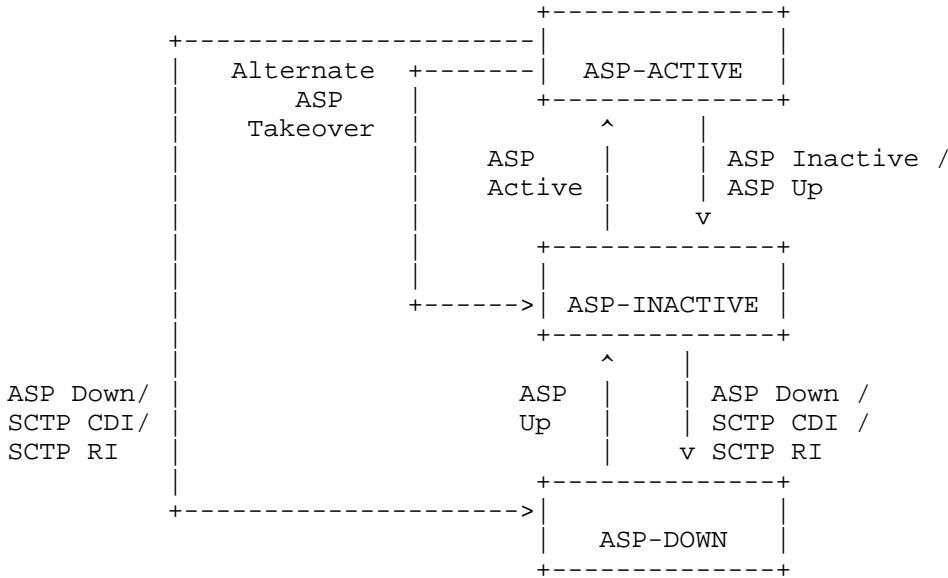 Alternate
ASP-ACTIVE
ASP
Takeover
ASP
ASP Inactive /
Active
ASP Up
ASP-INACTIVE
ASP Down/
ASP
ASP Down /
SCTP CDI/
Up
SCTP CDI /
SCTP RI
SCTP RI
ASP-DOWN